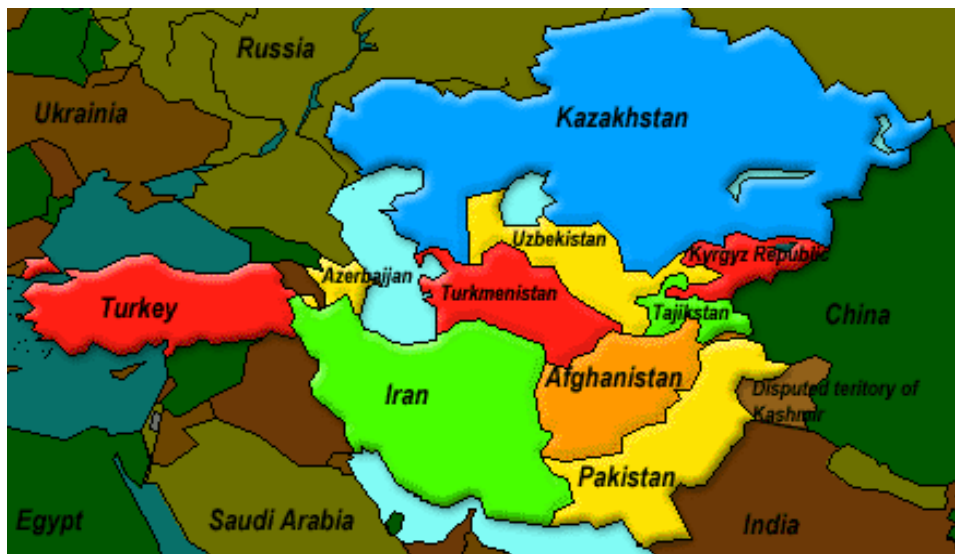 Russia
Ukrainia
Kazakhstan
Uzbekistan
Kyrgyz Republic
Azerbaijan
Turkmenistan
Turkey
Tajikstan
China
Afghanistan
Iran
Disputed teritory of
Kashmir
Pakistan
Egypt
Saudi Arabia
India